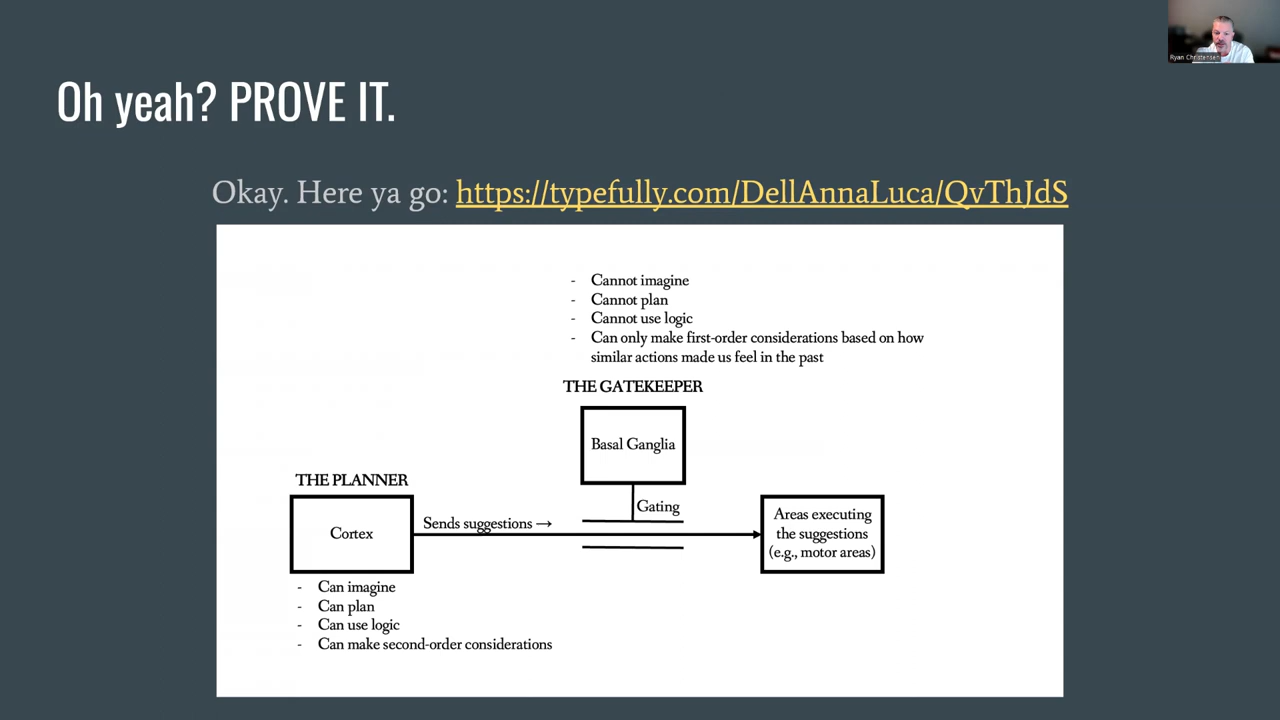 Ryan Christensen
Oh yeah? PROVE IT.
Okay. Here ya go: https://typefully.com/DellAnnaLuca/QvThJdS
- Cannot imagine
- Cannot plan
- Cannot use logic
- Can only make first-order considerations based on how
similar actions made us feel in the past
THE GATEKEEPER
Basal Ganglia
Gating
THE PLANNER
Cortex
Sends suggestions →
Areas executing
the suggestions
(e.g., motor areas)
- Can imagine
- Can plan
- Can use logic
- Can make second-order considerations